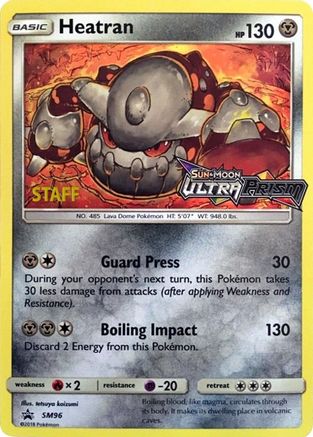 BASIC Heatran HP 130
STAFF
SUN & MOON
ULTRA PRISM
NO. 485 Lava Dome Pokémon HT: 5'07" WT: 948.0 lbs.
Guard Press 30
During your opponent's next turn, this Pokémon takes
30 less damage from attacks (after applying Weakness and
Resistance).
Boiling Impact 130
Discard 2 Energy from this Pokémon.
weakness × 2 resistance -20 retreat
Illus. tetsuya koizumi
SM96
©2018 Pokémon
Boiling blood, like magma, circulates through
its body. It makes its dwelling place in volcanic
caves.